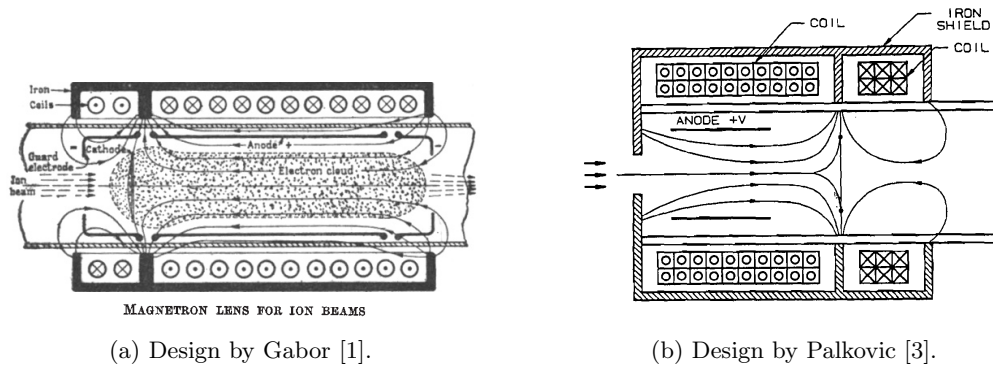 Iron
Coils
Guard
electrode
Cathode
Anode +
Electron cloud
Ion
beam
-
-
MAGNETRON LENS FOR ION BEAMS
(a) Design by Gabor [1].
COIL
IRON
SHIELD
COIL
ANODE +V
(b) Design by Palkovic [3].